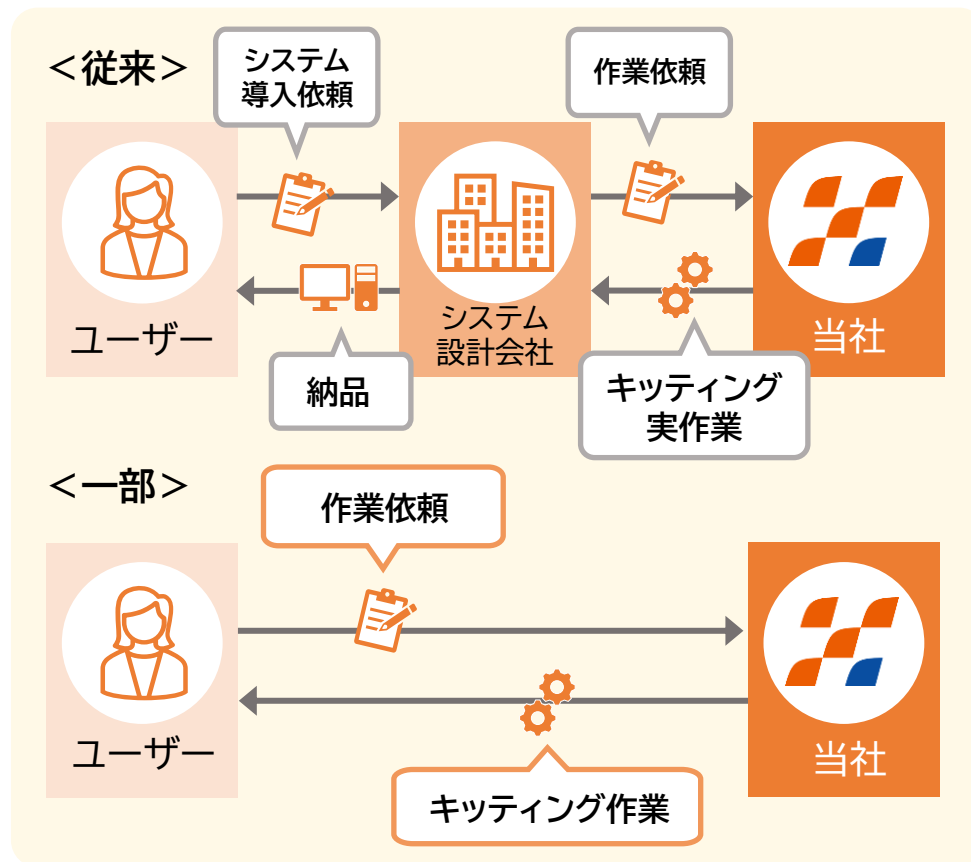 ＜従来＞
システム
導入依頼
作業依頼
ユーザー
システム
設計会社
当社
納品
キッティング
実作業
＜一部＞
作業依頼
ユーザー
当社
キッティング作業